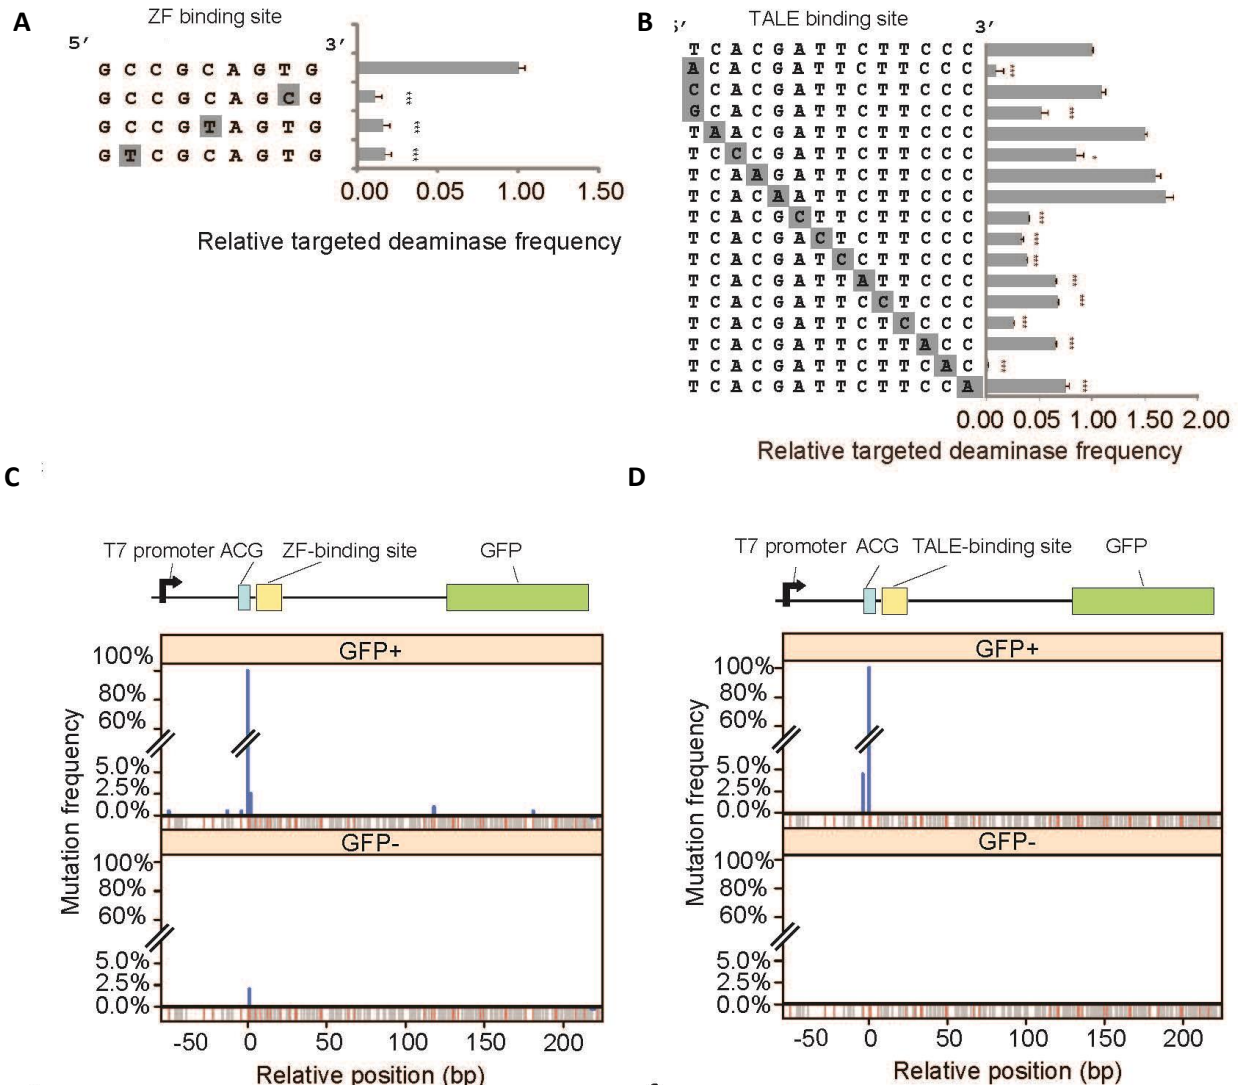 A
ZF binding site
5′
3′
G C C G C A G T G
G C C G C A G C G
G C C G T A G T G
G T C G C A G T G
0.00 0.05 1.00 1.50
Relative targeted deaminase frequency
B
TALE binding site
5′
3′
T C A C G A T T C T T C C C
A C A C G A T T C T T C C C
C C A C G A T T C T T C C C
G C A C G A T T C T T C C C
T A A C G A T T C T T C C C
T C C C G A T T C T T C C C
T C A A G A T T C T T C C C
T C A C A A T T C T T C C C
T C A C G C T T C T T C C C
T C A C G A C T C T T C C C
T C A C G A T C C T T C C C
T C A C G A T T A T T C C C
T C A C G A T T C C T C C C
T C A C G A T T C T C C C C
T C A C G A T T C T T A C C
T C A C G A T T C T T C A C
T C A C G A T T C T T C C A
0.00 0.05 1.00 1.00 2.00
Relative targeted deaminase frequency
C
T7 promoter ACG ZF-binding site GFP
GFP+
100%
80%
60%
5.0%
2.5%
0.0%
GFP-
100%
80%
60%
5.0%
2.5%
0.0%
Mutation frequency
-50 0 50 100 150 200
Relative position (bp)
D
T7 promoter ACG TALE-binding site GFP
GFP+
100%
80%
60%
5.0%
2.5%
0.0%
GFP-
100%
80%
60%
5.0%
2.5%
0.0%
Mutation frequency
-50 0 50 100 150 200
Relative position (bp)